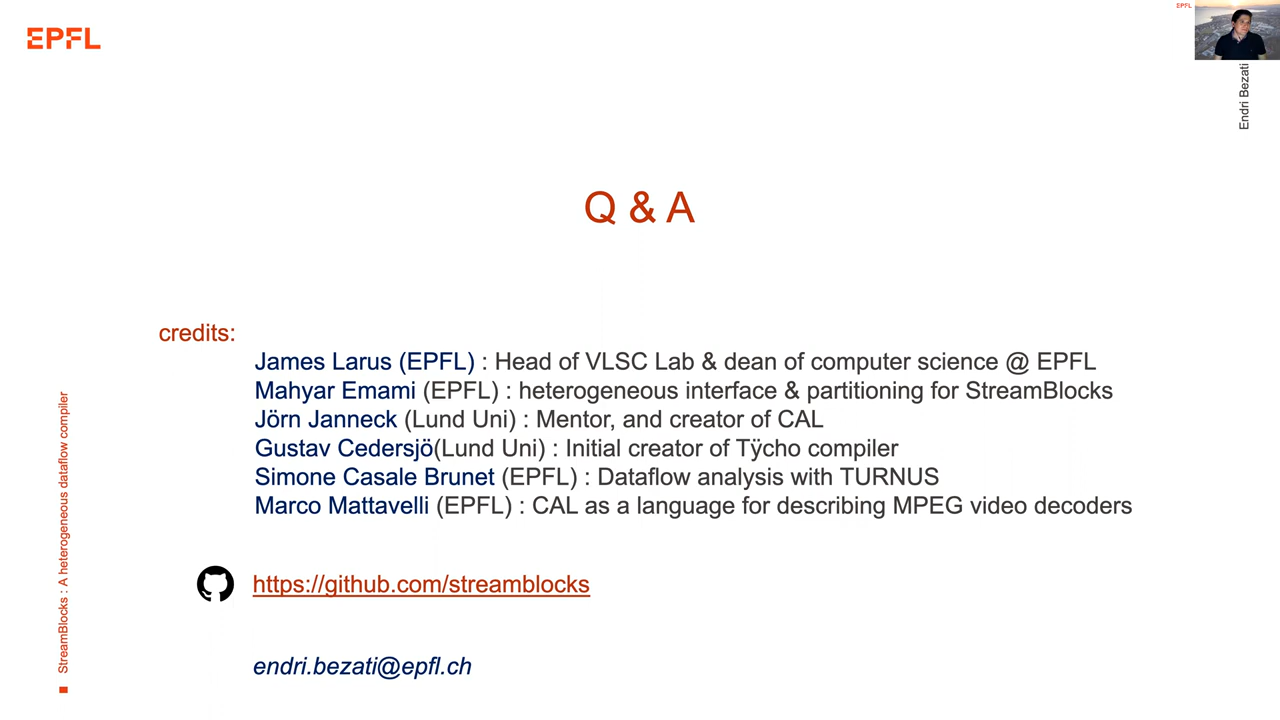 EPFL
EPFL
Endri Bezati
Q & A
credits:
James Larus (EPFL) : Head of VLSC Lab & dean of computer science @ EPFL
Mahyar Emami (EPFL) : heterogeneous interface & partitioning for StreamBlocks
Jörn Janneck (Lund Uni) : Mentor, and creator of CAL
Gustav Cedersjö(Lund Uni) : Initial creator of Tÿcho compiler
Simone Casale Brunet (EPFL) : Dataflow analysis with TURNUS
Marco Mattavelli (EPFL) : CAL as a language for describing MPEG video decoders
https://github.com/streamblocks
endri.bezati@epfl.ch
StreamBlocks : A heterogeneous dataflow compiler